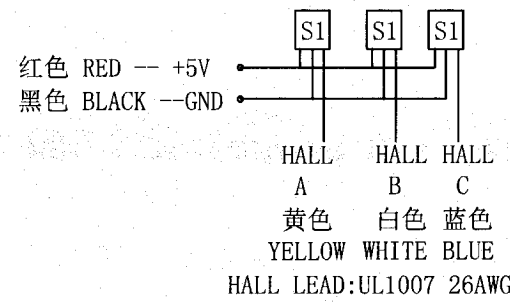 S1 S1 S1
红色 RED -- +5V
黑色 BLACK --GND
HALL HALL HALL
A B C
黄色 白色 蓝色
YELLOW WHITE BLUE
HALL LEAD:UL1007 26AWG